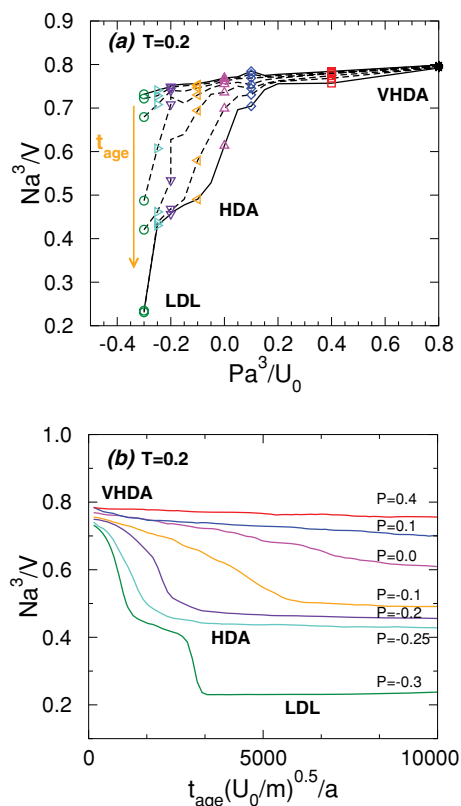 (a) T=0.2
0.9
0.8
0.7
0.6
0.5
0.4
0.3
0.2
Na³/V
t_age
VHDA
HDA
LDL
-0.4 -0.2 0.0 0.2 0.4 0.6 0.8
Pa³/U₀
(b) T=0.2
1.0
0.8
0.6
0.4
0.2
Na³/V
VHDA
P=0.4
P=0.1
P=0.0
P=-0.1
P=-0.2
HDA
P=-0.25
P=-0.3
LDL
0 5000 10000
t_age(U₀/m)^0.5/a